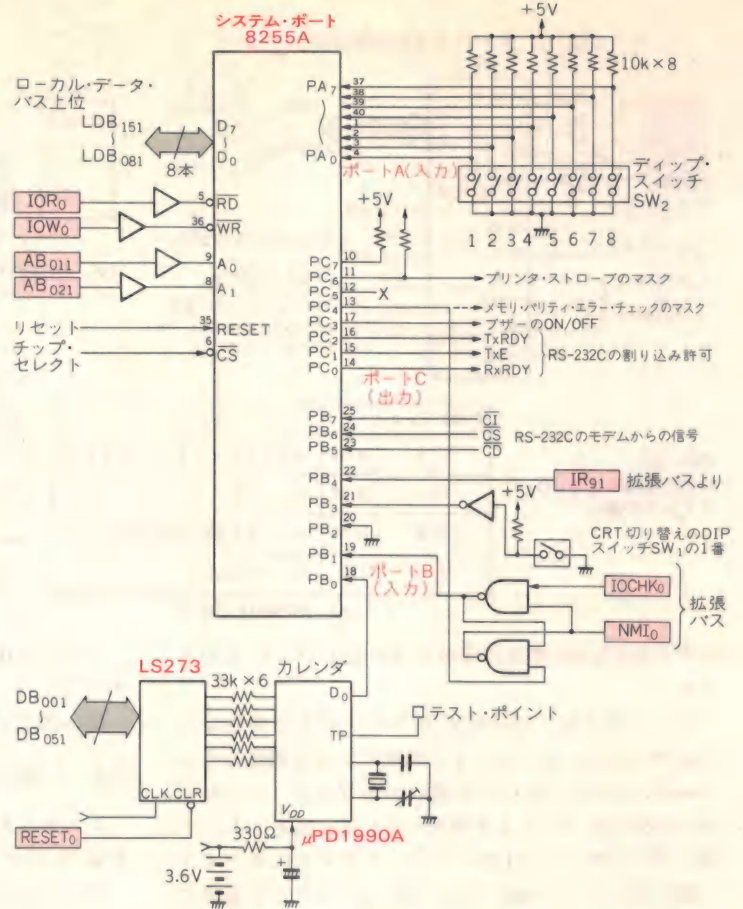 システム・ポート
8255A
+5V
10k×8
ローカル・データ・
バス上位
LDB151
〜
LDB081
8本
D7
〜
D0
IOR0
5
RD
IOW0
36
WR
AB011
9
A0
AB021
8
A1
リセット
35
RESET
チップ・
セレクト
6
CS
PA7
37
38
39
40
1
2
3
4
PA0
ポートA(入力)
ディップ・
スイッチ
SW2
1 2 3 4 5 6 7 8
+5V
PC7
10
PC6
11
プリンタ・ストローブのマスク
PC5
12
X
PC4
13
メモリ・パリティ・エラー・チェックのマスク
PC3
17
ブザーのON/OFF
PC2
16
TxRDY
PC1
15
TxE
RS-232Cの割り込み許可
PC0
14
RxRDY
ポートC
(出力)
PB7
25
CI
PB6
24
CS
RS-232Cのモデムからの信号
PB5
23
CD
PB4
22
IR91
拡張バスより
PB3
21
+5V
PB2
20
CRT切り替えのDIP
スイッチSW1の1番
PB1
19
PB0
18
ポートB
(入力)
IOCHK0
NMI0
拡張
バス
LS273
33k×6
カレンダ
DB001
〜
DB051
D0
TP
テスト・ポイント
CLK CLR
VDD
RESET0
330Ω
μPD1990A
+
3.6V